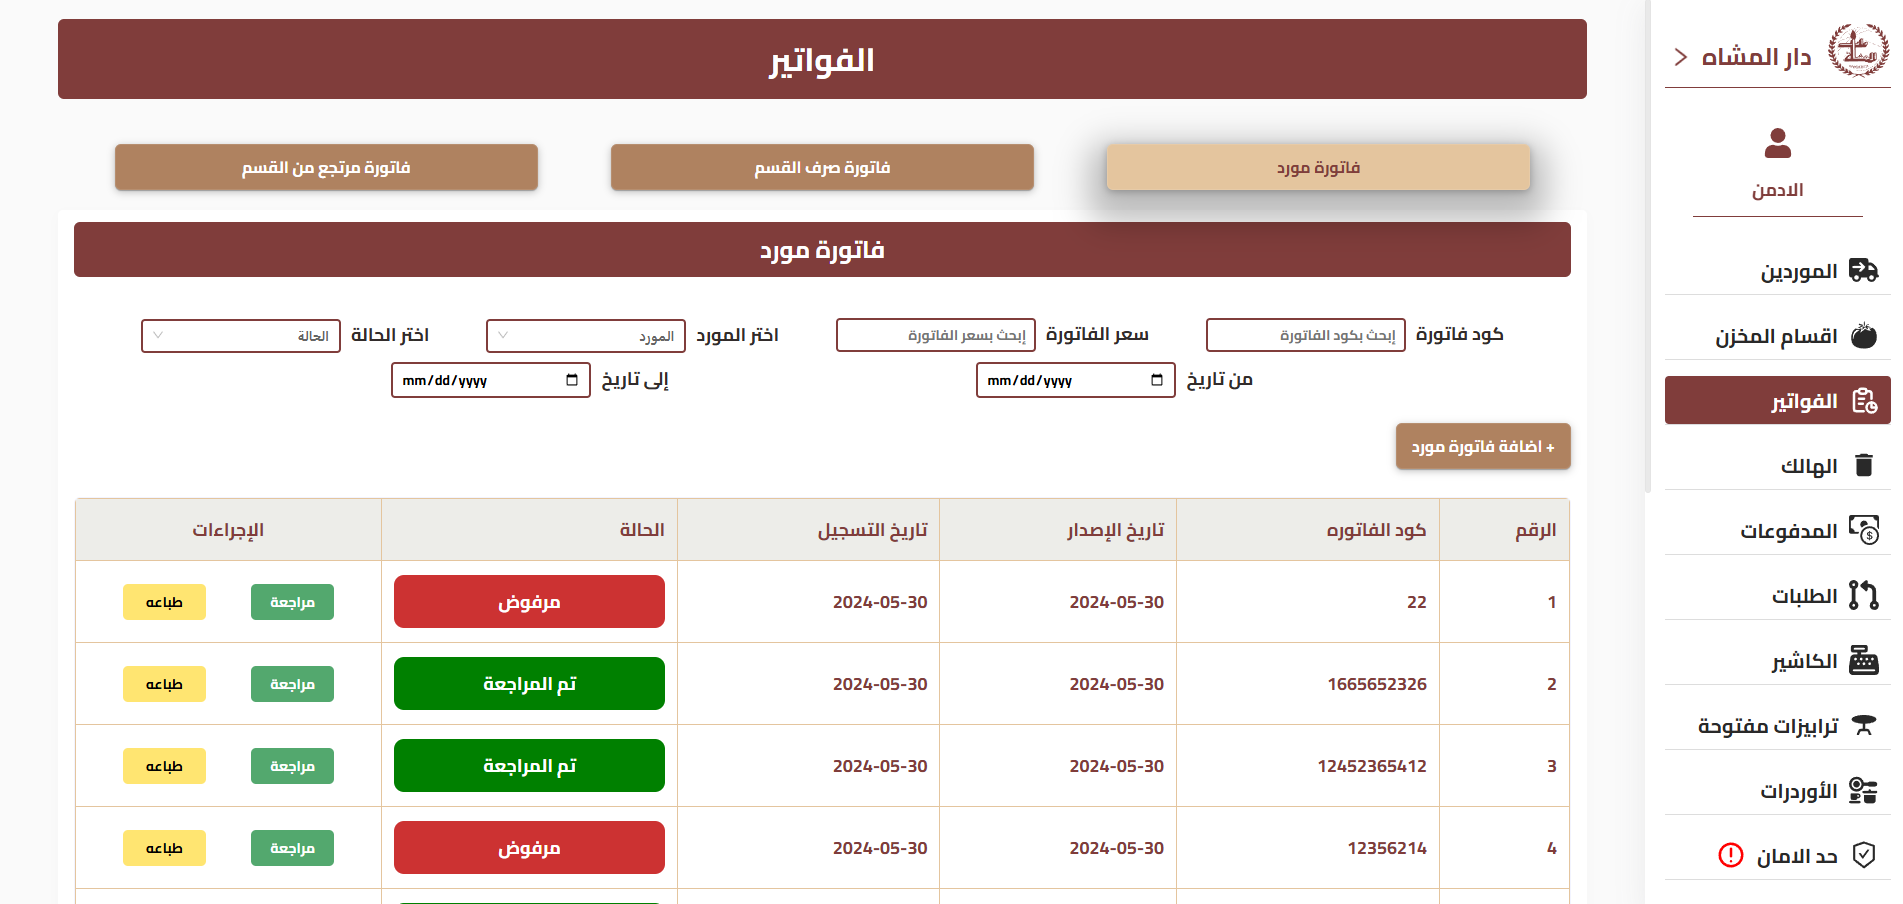 دار المشاه
الادمن
الموردين
اقسام المخزن
الفواتير
الهالك
المدفوعات
الطلبات
الكاشير
ترابيزات مفتوحة
الأوردرات
حد الامان
الفواتير
فاتورة مورد
فاتورة صرف القسم
فاتورة مرتجع من القسم
فاتورة مورد
كود فاتورة إبحث بكود الفاتورة سعر الفاتورة إبحث بسعر الفاتورة اختر المورد المورد اختر الحالة الحالة
من تاريخ mm/dd/yyyy إلى تاريخ mm/dd/yyyy
+ اضافة فاتورة مورد
الرقم كود الفاتوره تاريخ الإصدار تاريخ التسجيل الحالة الإجراءات
1 22 2024-05-30 2024-05-30 مرفوض مراجعة طباعه
2 1665652326 2024-05-30 2024-05-30 تم المراجعة مراجعة طباعه
3 12452365412 2024-05-30 2024-05-30 تم المراجعة مراجعة طباعه
4 12356214 2024-05-30 2024-05-30 مرفوض مراجعة طباعه